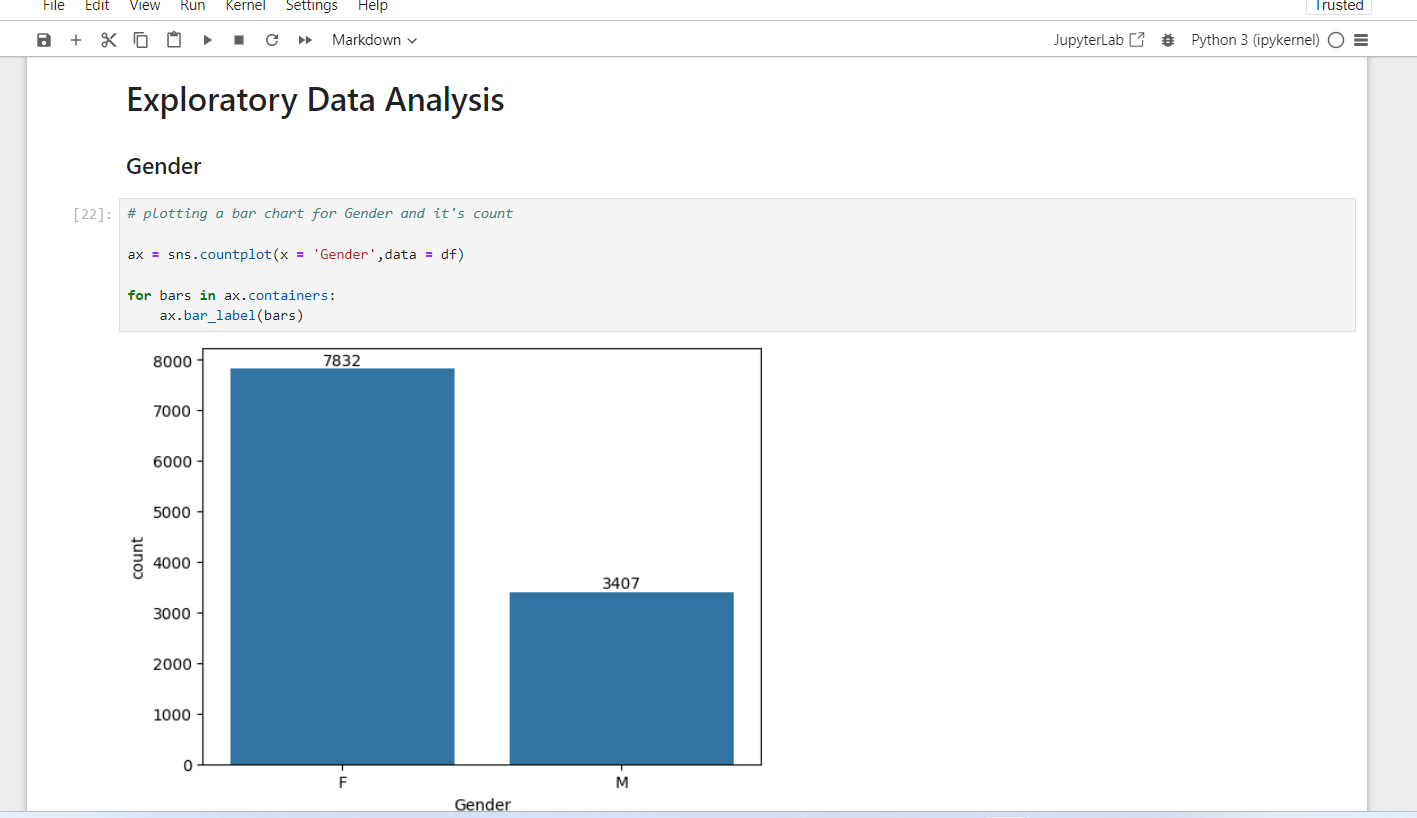 File Edit View Run Kernel Settings Help Trusted
Markdown JupyterLab Python 3 (ipykernel)
Exploratory Data Analysis
Gender
[22]:
# plotting a bar chart for Gender and it's count
ax = sns.countplot(x = 'Gender',data = df)
for bars in ax.containers:
    ax.bar_label(bars)
8000
7832
7000
6000
5000
count
4000
3407
3000
2000
1000
0
F M
Gender